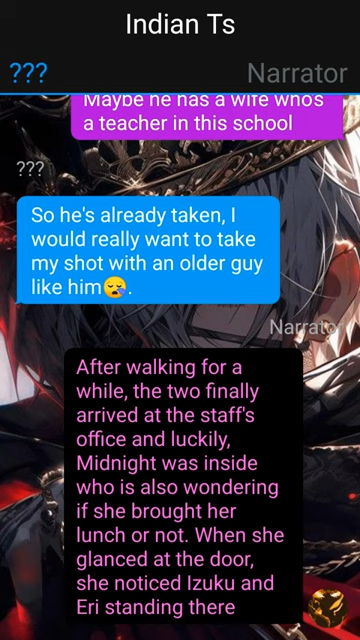 Indian Ts
??? Narrator
Maybe he has a wife who's
a teacher in this school
???
So he's already taken, I
would really want to take
my shot with an older guy
like him😪.
Narrator
After walking for a
while, the two finally
arrived at the staff's
office and luckily,
Midnight was inside
who is also wondering
if she brought her
lunch or not. When she
glanced at the door,
she noticed Izuku and
Eri standing there